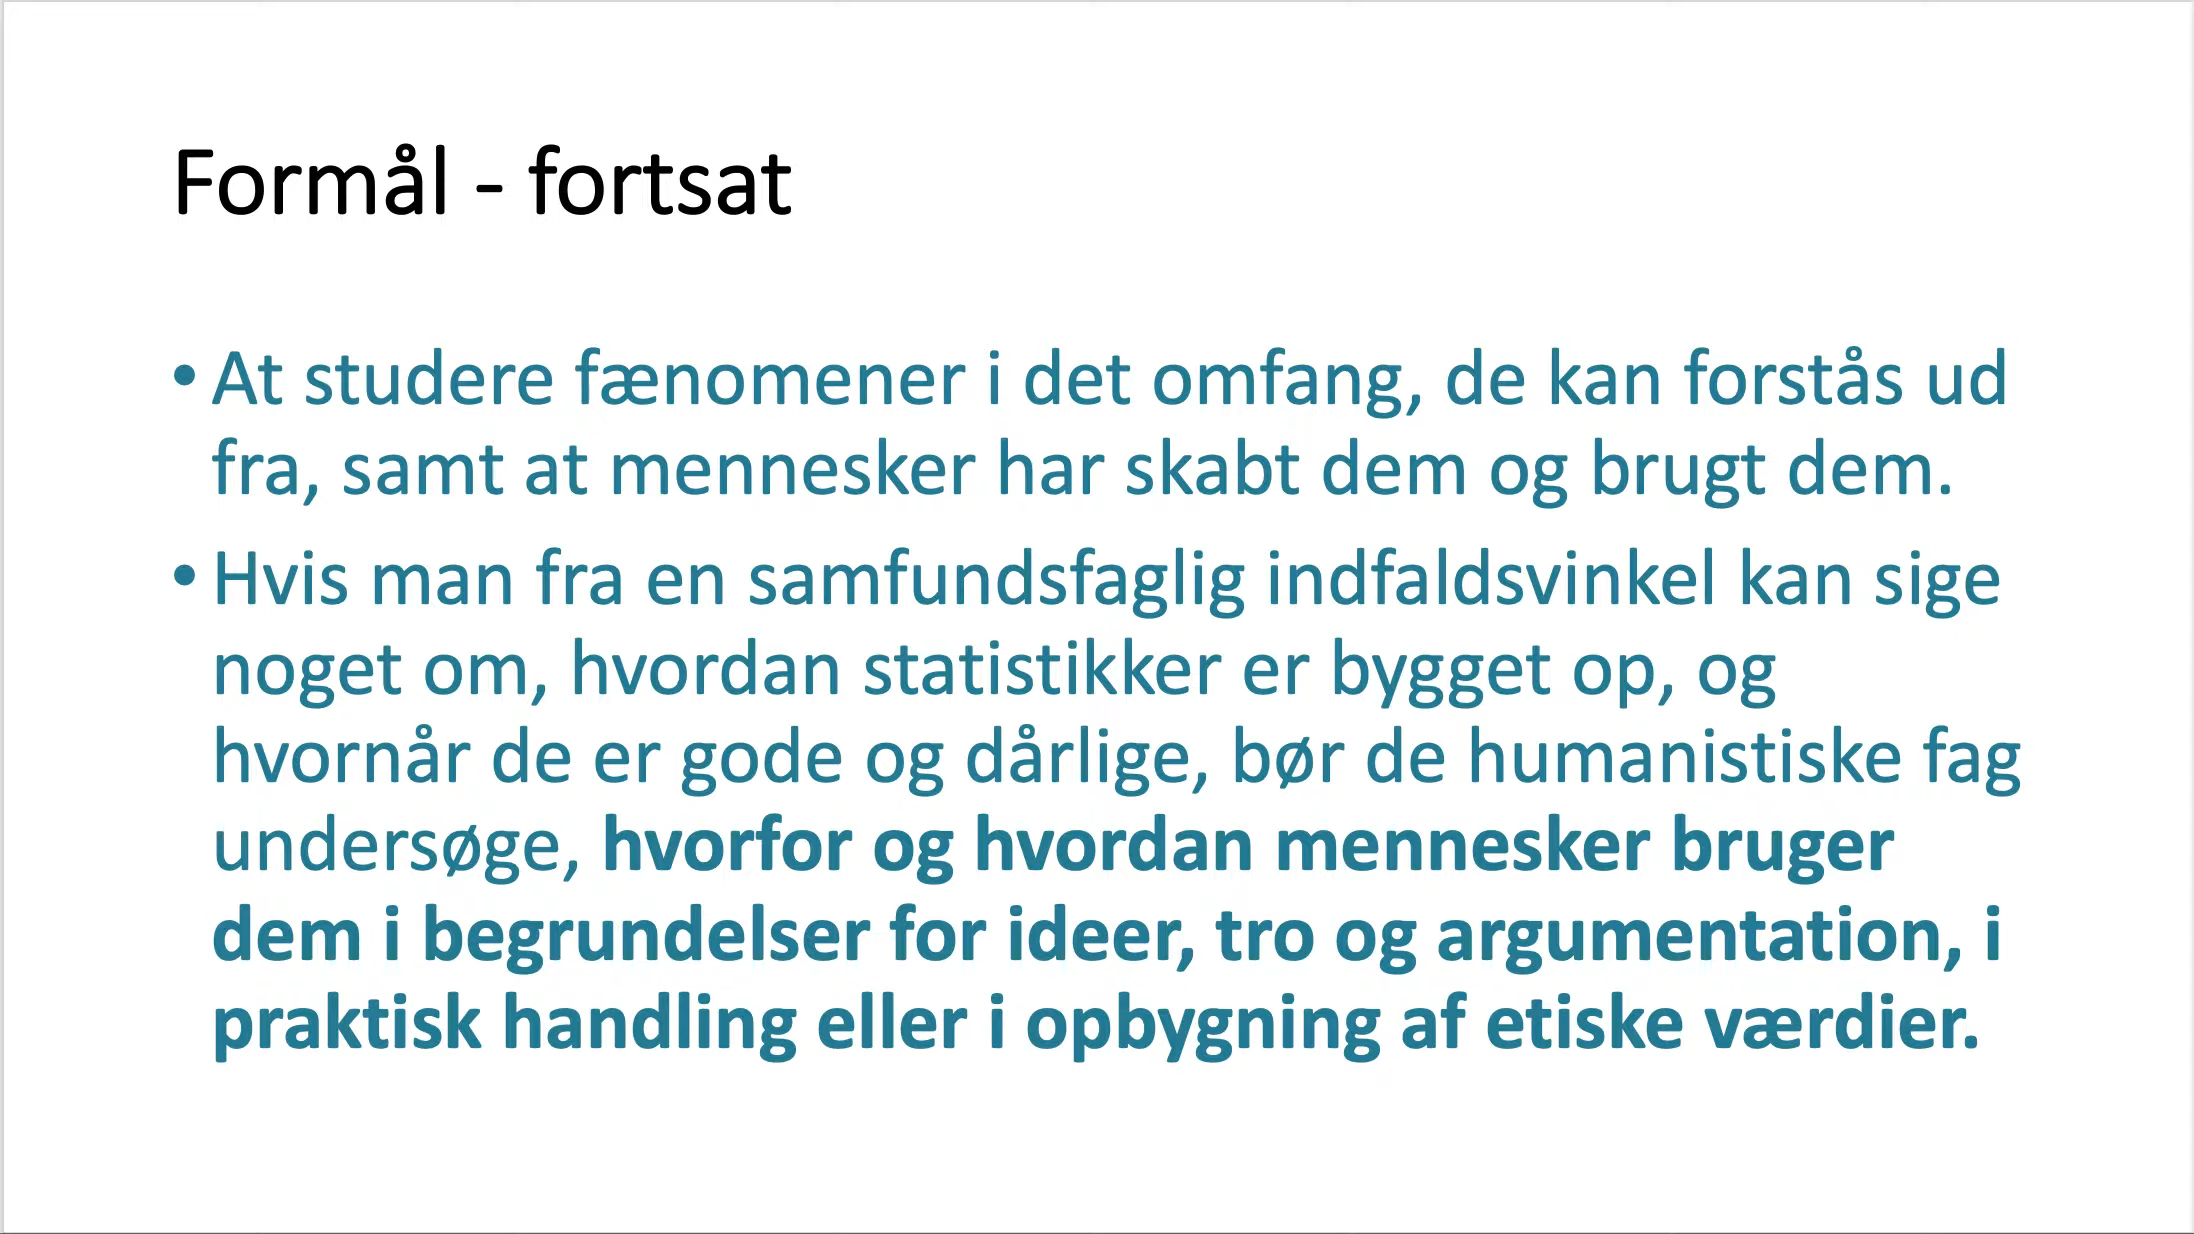 Formål - fortsat
• At studere fænomener i det omfang, de kan forstås ud
fra, samt at mennesker har skabt dem og brugt dem.
• Hvis man fra en samfundsfaglig indfaldsvinkel kan sige
noget om, hvordan statistikker er bygget op, og
hvornår de er gode og dårlige, bør de humanistiske fag
undersøge, hvorfor og hvordan mennesker bruger
dem i begrundelser for ideer, tro og argumentation, i
praktisk handling eller i opbygning af etiske værdier.